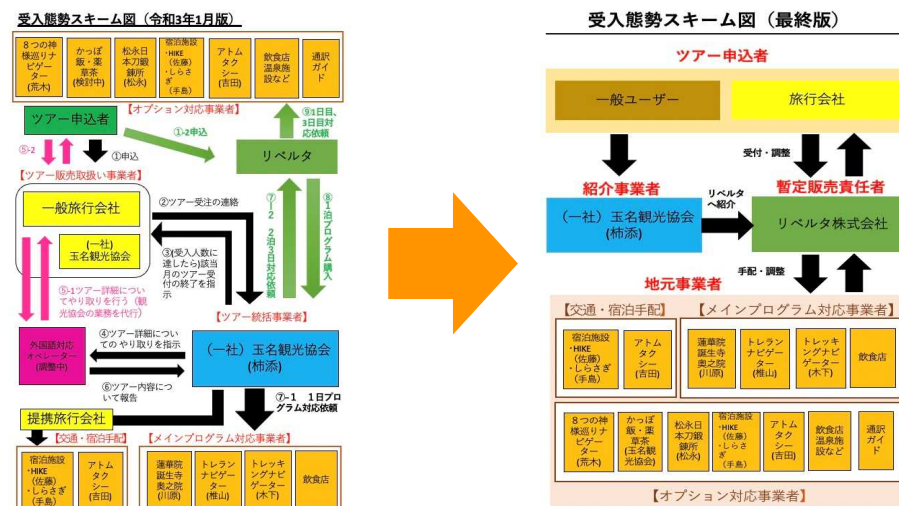 受入態勢スキーム図（令和3年1月版）
８つの神
様巡りナ
ビゲー
ター
(荒木)
かっぽ
飯・薬
草茶
(検討中)
松永日
本刀鍛
錬所
(松永)
宿泊施設
・HIKE
（佐藤）
・しらさ
ぎ
（手島）
アトム
タク
シー
(吉田)
飲食店
温泉施
設など
通訳
ガイ
ド
【オプション対応事業者】
ツアー申込者
①-2申込
⑨1日目、
3日目対
応依頼
リベルタ
⑤-2
①申込
【ツアー販売取扱い事業者】
一般旅行会社
(一社)
玉名観光協会
②ツアー受注の連絡
③(受入人数に
達したら)該当
月のツアー受
付の終了を指
示
⑦-2 2泊3日対応依頼
⑧1泊プログラム購入
⑤-1ツアー詳細につい
てやり取りを行う（観
光協会の業務を代行）
【ツアー統括事業者】
外国語対応
オペレーター
(調整中)
④ツアー詳細につい
ての やり取りを指示
（一社）玉名観光協会
(柿添)
⑥ツアー内容につ
いて報告
⑦-1 1日プロ
グラム対応依頼
提携旅行会社
【交通・宿泊手配】
【メインプログラム対応事業者】
宿泊施設
・HIKE
（佐藤）
・しらさぎ
（手島）
アトム
タク
シー
(吉田)
蓮華院
誕生寺
奥之院
(川原)
トレラン
ナビゲー
ター
(椎山)
トレッキ
ングナビ
ゲーター
(木下)
飲食店
受入態勢スキーム図（最終版）
ツアー申込者
一般ユーザー
旅行会社
受付・調整
紹介事業者
暫定販売責任者
（一社）玉名観光協会
(柿添)
リベルタ
へ紹介
リベルタ株式会社
手配・調整
地元事業者
【交通・宿泊手配】
【メインプログラム対応事業者】
宿泊施設
・HIKE
（佐藤）
・しらさぎ
（手島）
アトム
タク
シー
(吉田)
蓮華院
誕生寺
奥之院
(川原)
トレラン
ナビゲー
ター
(椎山)
トレッキ
ングナビ
ゲーター
(木下)
飲食店
８つの神
様巡りナ
ビゲー
ター
(荒木)
かっぽ
飯・薬
草茶
(玉名観
光協会)
松永日
本刀鍛
錬所
(松永)
宿泊施設
・HIKE
（佐藤）
・しらさ
ぎ
（手島）
アトム
タク
シー
(吉田)
飲食店
温泉施
設など
通訳
ガイ
ド
【オプション対応事業者】